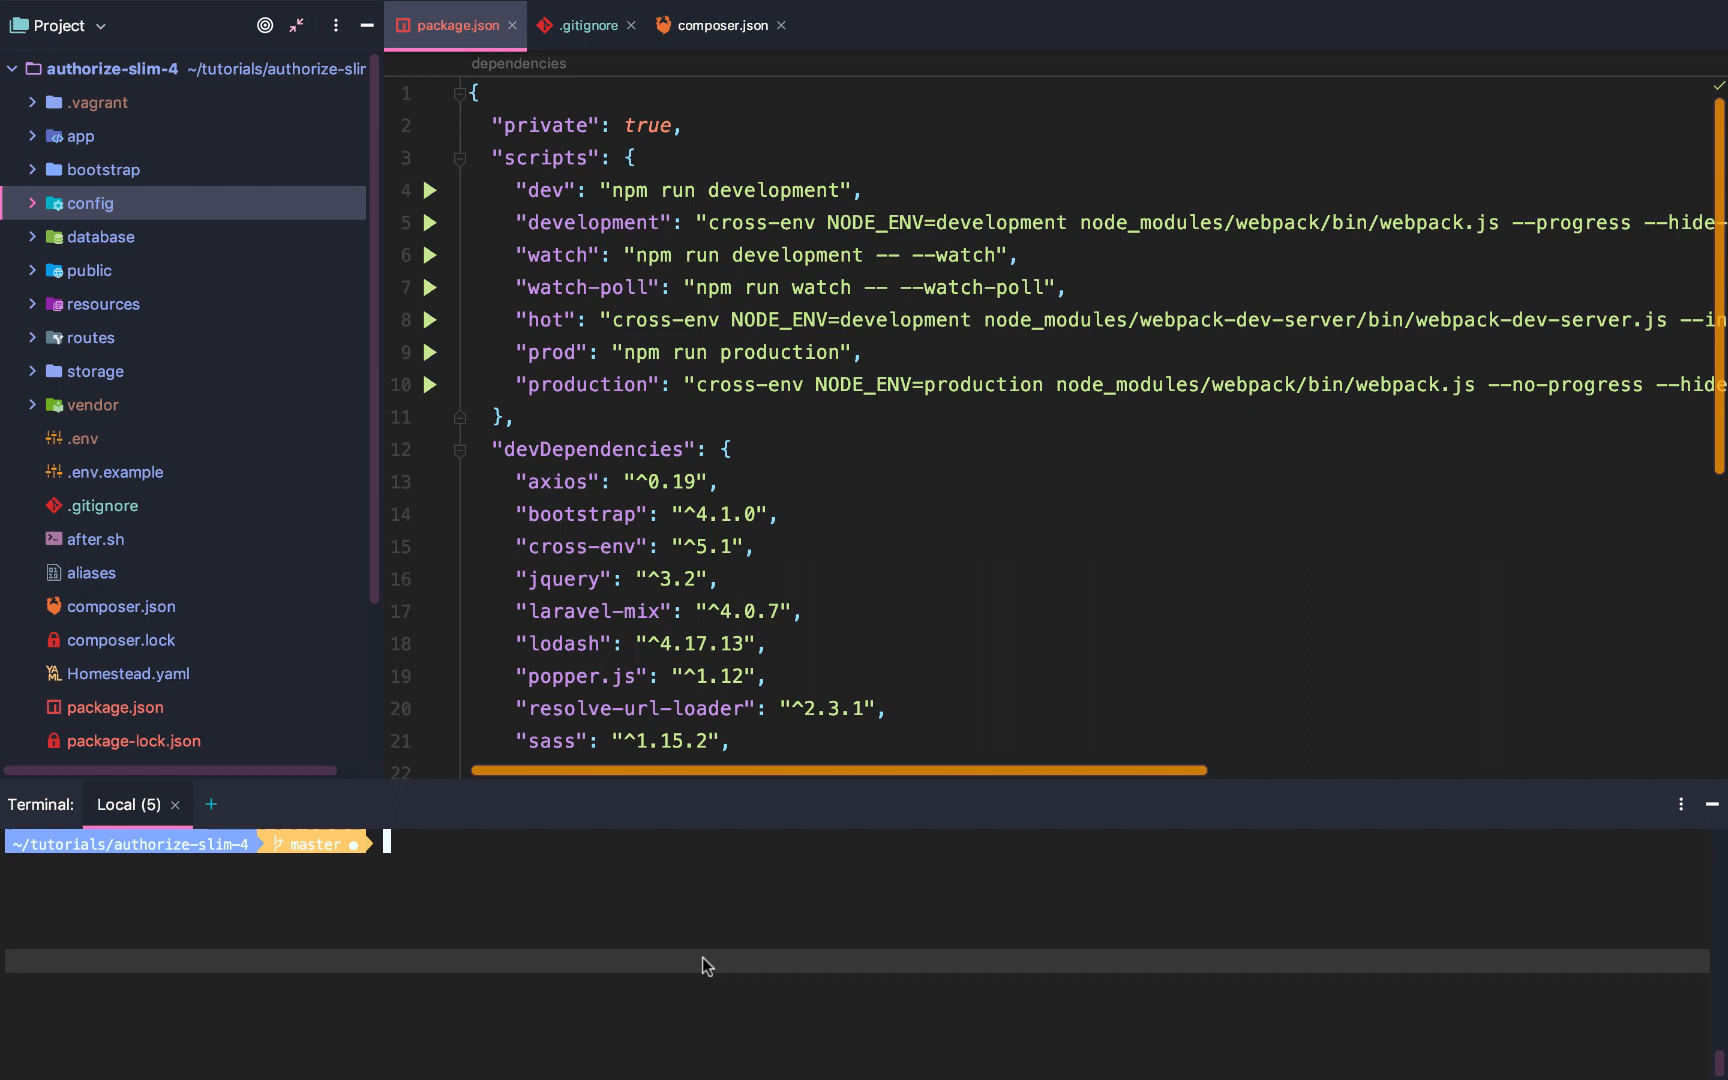 Project
package.json
.gitignore
composer.json
authorize-slim-4 ~/tutorials/authorize-slir
.vagrant
app
bootstrap
config
database
public
resources
routes
storage
vendor
.env
.env.example
.gitignore
after.sh
aliases
composer.json
composer.lock
Homestead.yaml
package.json
package-lock.json
dependencies
1 {
2 "private": true,
3 "scripts": {
4 "dev": "npm run development",
5 "development": "cross-env NODE_ENV=development node_modules/webpack/bin/webpack.js --progress --hide-
6 "watch": "npm run development -- --watch",
7 "watch-poll": "npm run watch -- --watch-poll",
8 "hot": "cross-env NODE_ENV=development node_modules/webpack-dev-server/bin/webpack-dev-server.js --in
9 "prod": "npm run production",
10 "production": "cross-env NODE_ENV=production node_modules/webpack/bin/webpack.js --no-progress --hide
11 },
12 "devDependencies": {
13 "axios": "^0.19",
14 "bootstrap": "^4.1.0",
15 "cross-env": "^5.1",
16 "jquery": "^3.2",
17 "laravel-mix": "^4.0.7",
18 "lodash": "^4.17.13",
19 "popper.js": "^1.12",
20 "resolve-url-loader": "^2.3.1",
21 "sass": "^1.15.2",
22
Terminal: Local (5) +
~/tutorials/authorize-slim-4 master